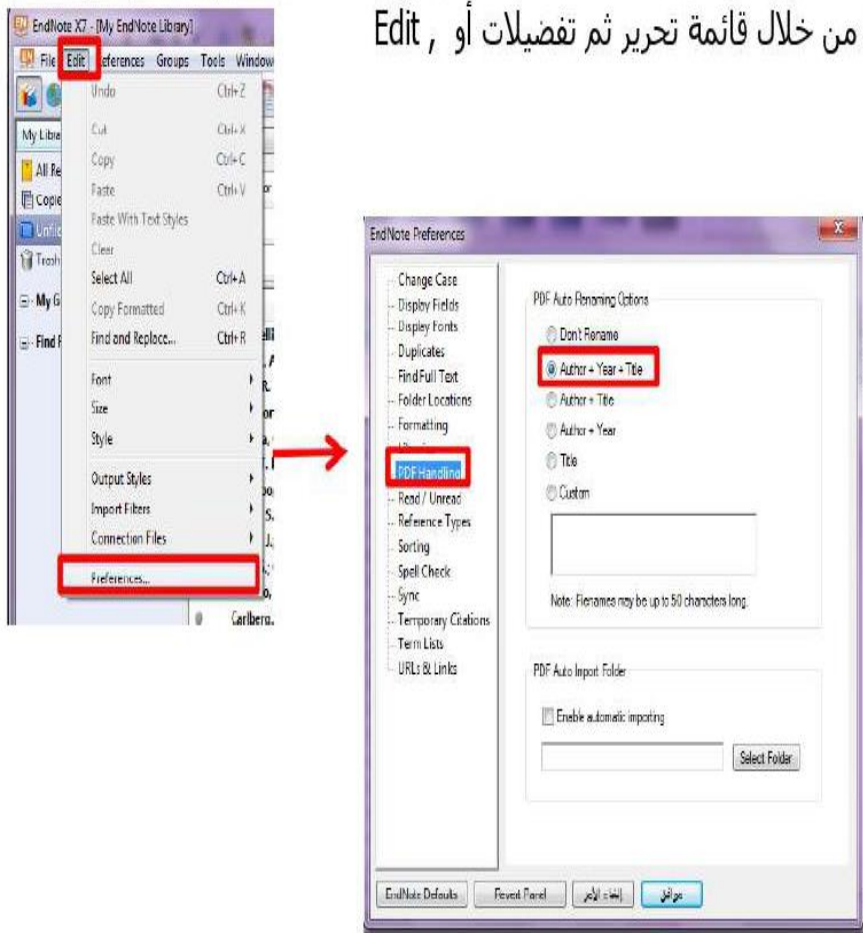 من خلال قائمة تحرير ثم تفضيلات أو , Edit
EndNote X7 - [My EndNote Library]
File Edit References Groups Tools Window
Undo Ctrl+Z
Cut Ctrl+X
Copy Ctrl+C
Paste Ctrl+V
Paste With Text Styles
Clear
Select All Ctrl+A
Copy Formatted Ctrl+K
Find and Replace... Ctrl+R
Font
Size
Style
Output Styles
Import Filters
Connection Files
Preferences...
My Libra
All Re
Copie
Unfile
Trash
My G
Find F
Carlberg,
EndNote Preferences
Change Case
Display Fields
Display Fonts
Duplicates
Find Full Text
Folder Locations
Formatting
PDF Handling
Read / Unread
Reference Types
Sorting
Spell Check
Sync
Temporary Citations
Term Lists
URLs & Links
PDF Auto Renaming Options
Don't Rename
Author + Year + Title
Author + Title
Author + Year
Title
Custom
Note: Filenames may be up to 50 characters long.
PDF Auto Import Folder
Enable automatic importing
Select Folder
EndNote Defaults
Revert Panel
إلغاء الأمر
موافق